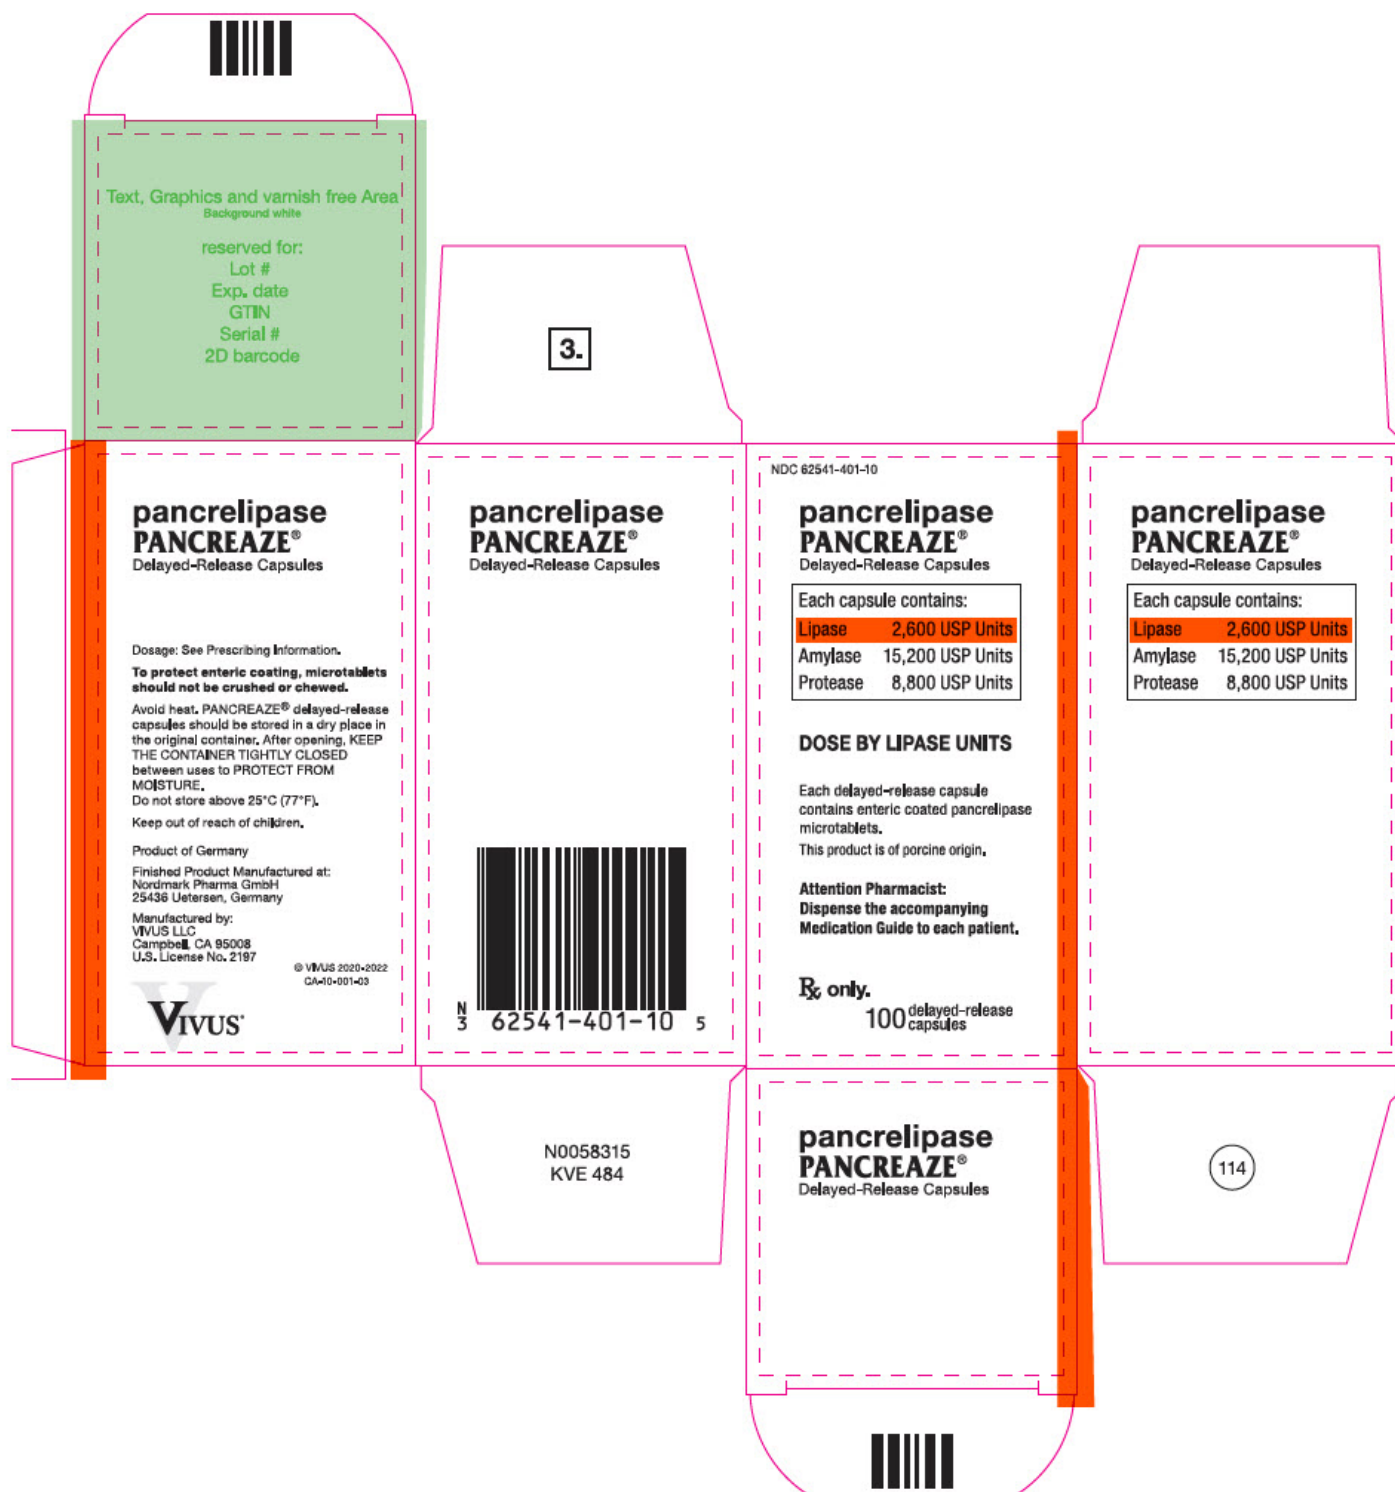 Text, Graphics and varnish free Area
Background white
reserved for:
Lot #
Exp. date
GTIN
Serial #
2D barcode
3.
pancrelipase
PANCREAZE®
Delayed-Release Capsules
Dosage: See Prescribing Information.
To protect enteric coating, microtablets
should not be crushed or chewed.
Avoid heat. PANCREAZE® delayed-release
capsules should be stored in a dry place in
the original container. After opening, KEEP
THE CONTAINER TIGHTLY CLOSED
between uses to PROTECT FROM
MOISTURE.
Do not store above 25°C (77°F).
Keep out of reach of children.
Product of Germany
Finished Product Manufactured at:
Nordmark Pharma GmbH
25436 Uetersen, Germany
Manufactured by:
VIVUS LLC
Campbell, CA 95008
U.S. License No. 2197
© VIVUS 2020-2022
CA-10-001-03
VIVUS®
pancrelipase
PANCREAZE®
Delayed-Release Capsules
N
3 62541-401-10 5
NDC 62541-401-10
pancrelipase
PANCREAZE®
Delayed-Release Capsules
Each capsule contains:
Lipase 2,600 USP Units
Amylase 15,200 USP Units
Protease 8,800 USP Units
DOSE BY LIPASE UNITS
Each delayed-release capsule
contains enteric coated pancrelipase
microtablets.
This product is of porcine origin.
Attention Pharmacist:
Dispense the accompanying
Medication Guide to each patient.
Rx only.
100 delayed-release
capsules
pancrelipase
PANCREAZE®
Delayed-Release Capsules
Each capsule contains:
Lipase 2,600 USP Units
Amylase 15,200 USP Units
Protease 8,800 USP Units
N0058315
KVE 484
pancrelipase
PANCREAZE®
Delayed-Release Capsules
114